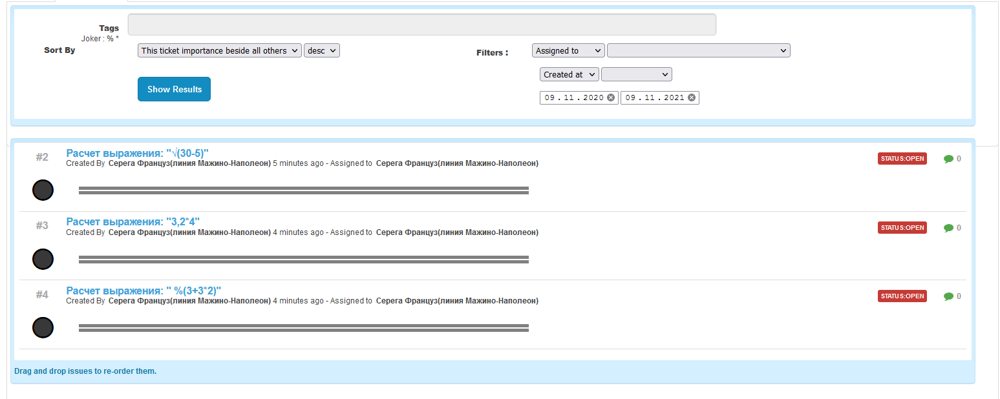 Tags
Joker : % *
Sort By
This ticket importance beside all others
desc
Filters :
Assigned to
Created at
Show Results
09 . 11 . 2020
09 . 11 . 2021
#2
Расчет выражения: "√(30-5)"
STATUS:OPEN
0
Created By Серега Француз(линия Мажино-Наполеон) 5 minutes ago - Assigned to Серега Француз(линия Мажино-Наполеон)
#3
Расчет выражения: "3,2*4"
STATUS:OPEN
0
Created By Серега Француз(линия Мажино-Наполеон) 4 minutes ago - Assigned to Серега Француз(линия Мажино-Наполеон)
#4
Расчет выражения: " %(3+3*2)"
STATUS:OPEN
0
Created By Серега Француз(линия Мажино-Наполеон) 4 minutes ago - Assigned to Серега Француз(линия Мажино-Наполеон)
Drag and drop issues to re-order them.